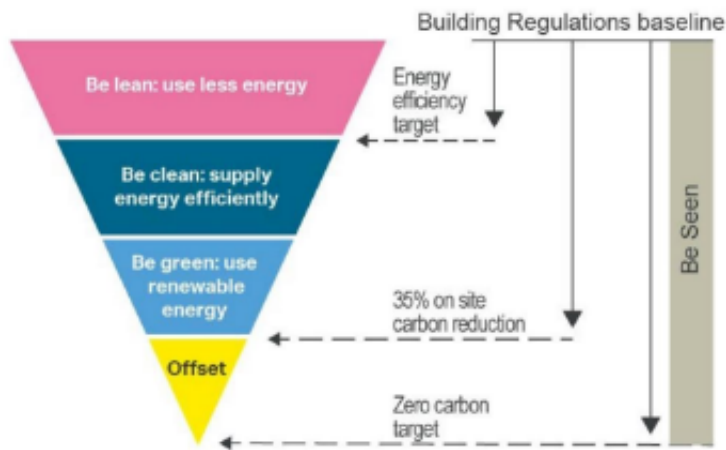 Building Regulations baseline
Be lean: use less energy
Energy
efficiency
target
Be clean: supply
energy efficiently
Be green: use
renewable
energy
35% on site
carbon reduction
Offset
Zero carbon
target
Be Seen